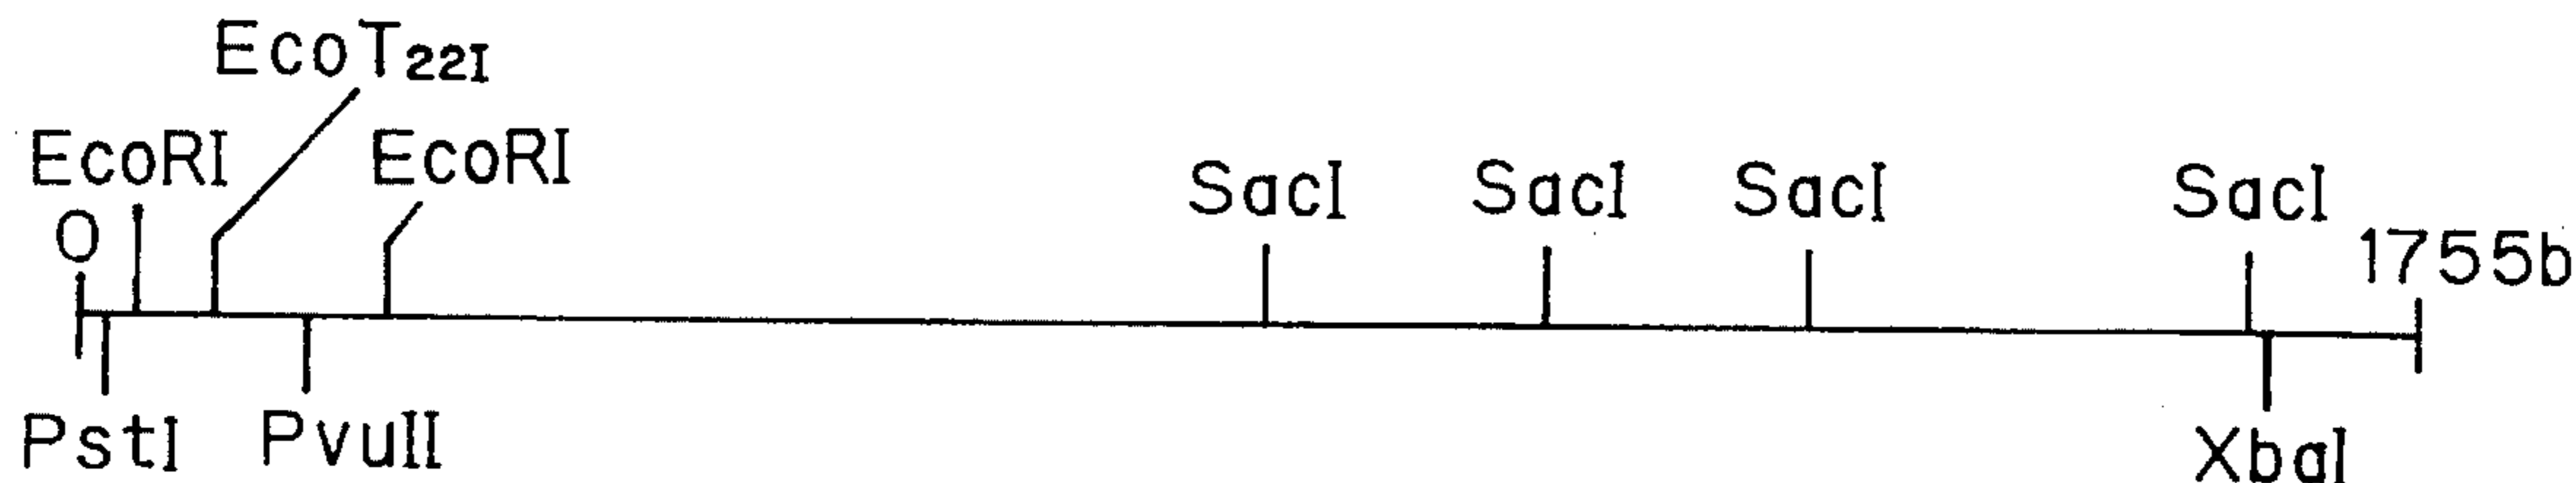 EcoT22I
EcoRI EcoRI
O SacI SacI SacI SacI 1755b
PstI PvuII XbaI